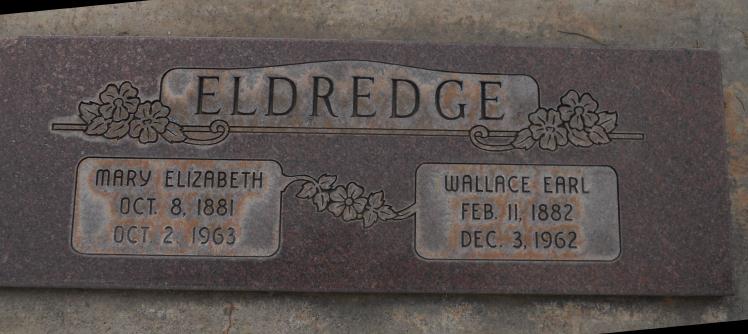 ELDREDGE
MARY ELIZABETH
OCT. 8, 1881
OCT. 2, 1963
WALLACE EARL
FEB. 11, 1882
DEC. 3, 1962